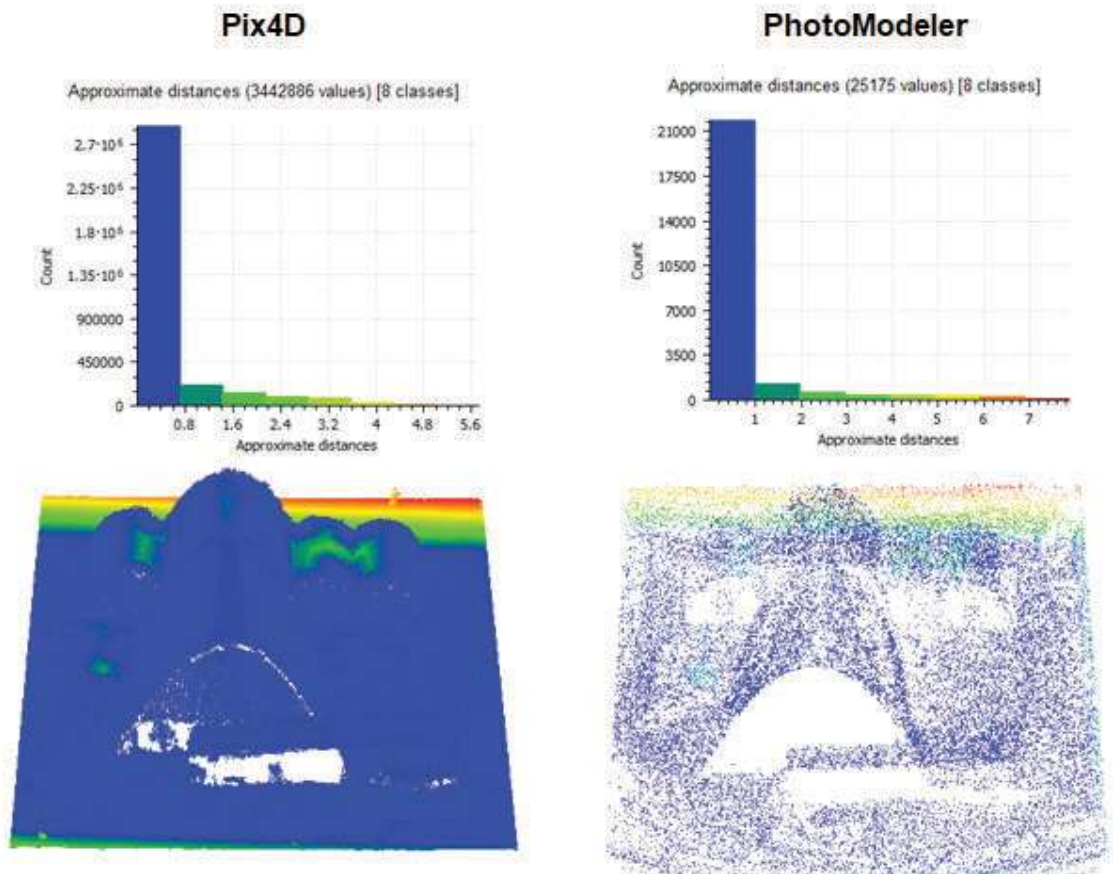 Pix4D
Approximate distances (3442886 values) [8 classes]
2.7·10⁶
2.25·10⁶
1.8·10⁶
1.35·10⁶
900000
450000
0
Count
0.8 1.6 2.4 3.2 4 4.8 5.6
Approximate distances
PhotoModeler
Approximate distances (25175 values) [8 classes]
21000
17500
14000
10500
7000
3500
0
Count
1 2 3 4 5 6 7
Approximate distances